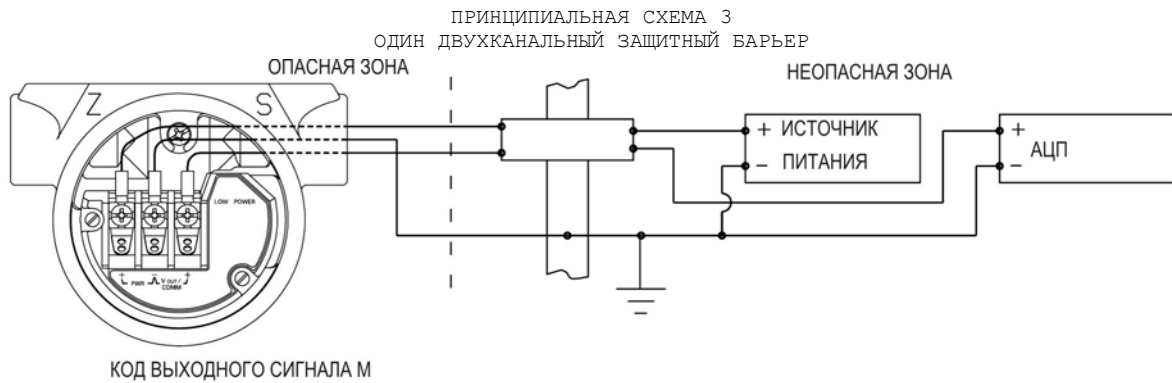 ПРИНЦИПИАЛЬНАЯ СХЕМА 3
ОДИН ДВУХКАНАЛЬНЫЙ ЗАЩИТНЫЙ БАРЬЕР
ОПАСНАЯ ЗОНА
НЕОПАСНАЯ ЗОНА
Z S
+ ИСТОЧНИК
- ПИТАНИЯ
+
АЦП
-
LOW POWER
+ - +
PWR V OUT /
COMM
КОД ВЫХОДНОГО СИГНАЛА М